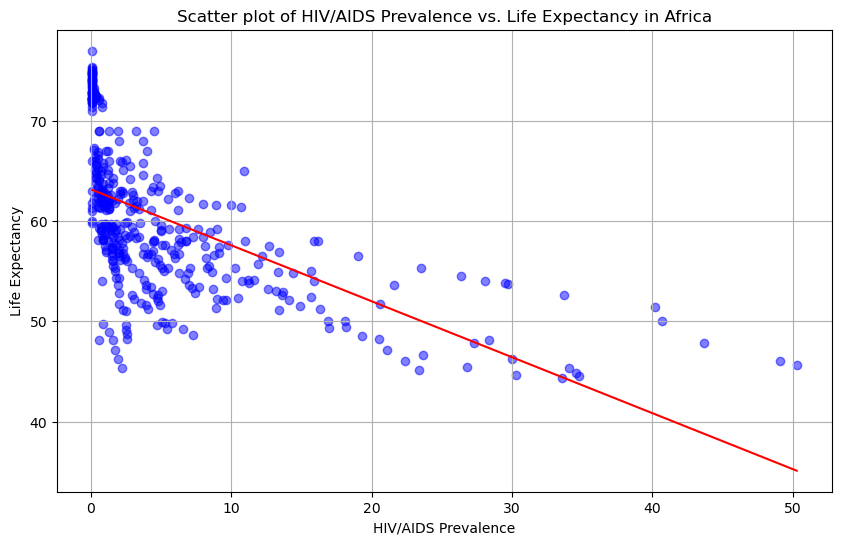 Scatter plot of HIV/AIDS Prevalence vs. Life Expectancy in Africa
Life Expectancy
70
60
50
40
0 10 20 30 40 50
HIV/AIDS Prevalence